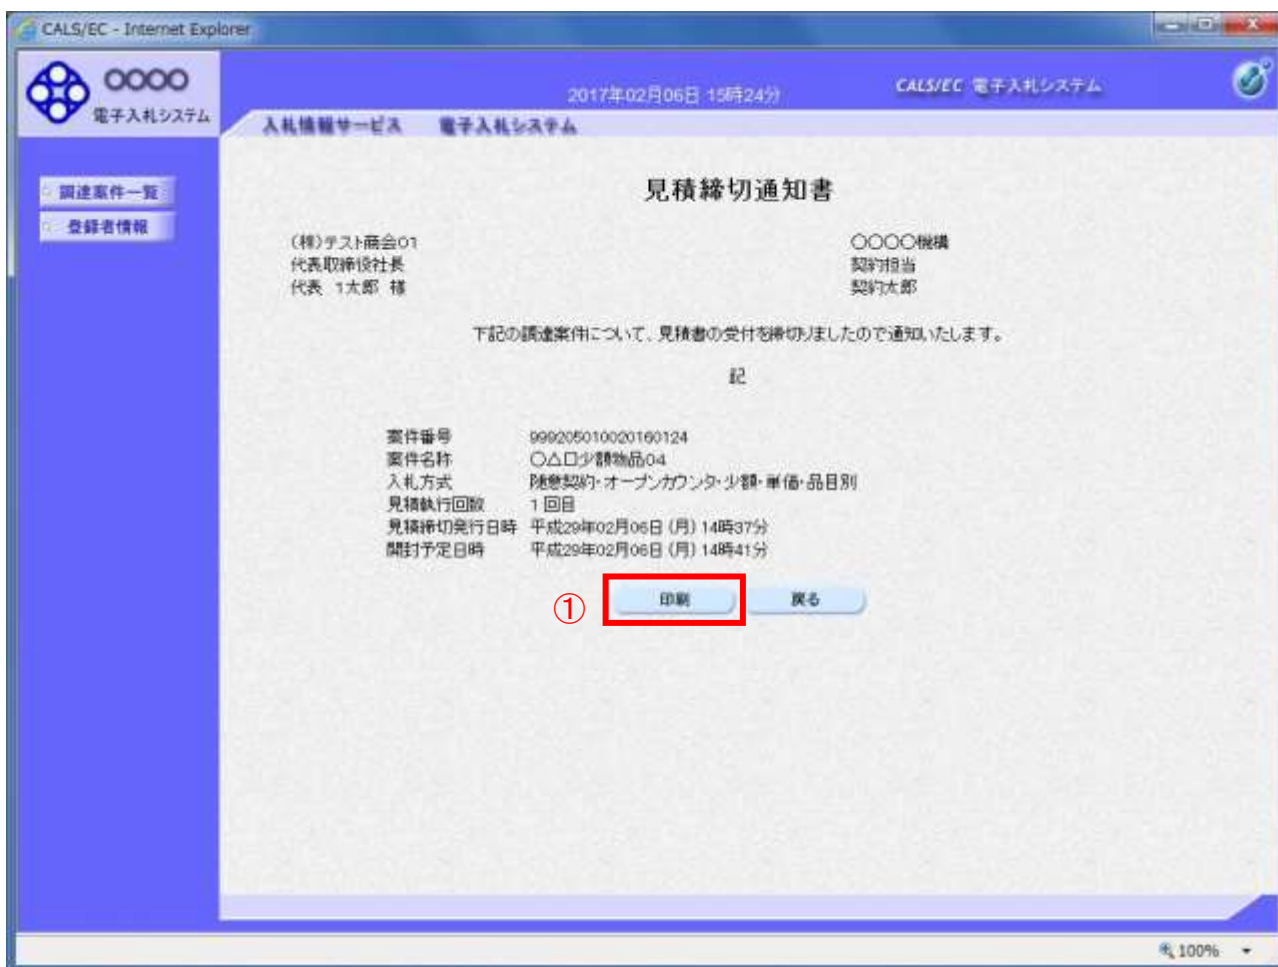 CALS/EC - Internet Explorer
〇〇〇〇
電子入札システム
2017年02月06日 15時24分
CALS/EC 電子入札システム
入札情報サービス 電子入札システム
調達案件一覧
登録者情報
見積締切通知書
(株)テスト商会01
代表取締役社長
代表 1太郎 様
〇〇〇〇機構
契約担当
契約太郎
下記の調達案件について、見積書の受付を締切りましたので通知いたします。
記
案件番号 999205010020160124
案件名称 〇△口少額物品04
入札方式 随意契約・オープンカウンタ・少額・単価・品目別
見積執行回数 1 回目
見積締切発行日時 平成29年02月06日 (月) 14時37分
開封予定日時 平成29年02月06日 (月) 14時41分
① 印刷 戻る
100%